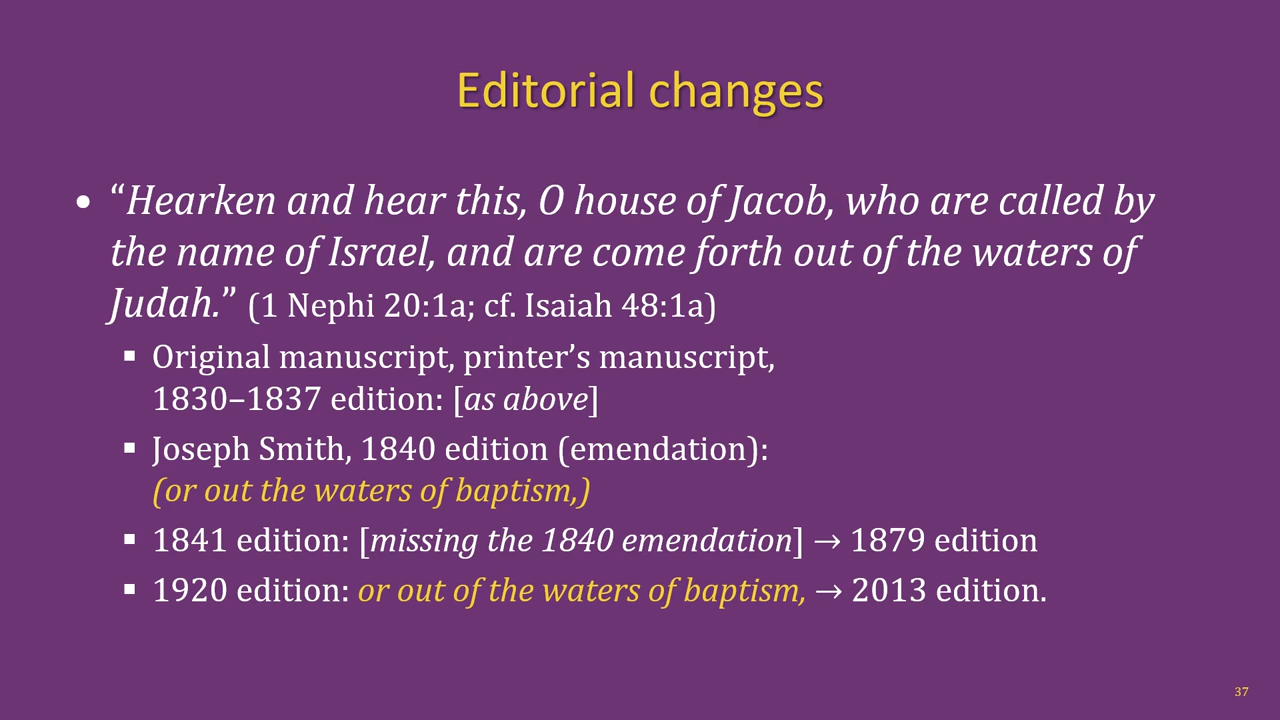 Editorial changes
• “Hearken and hear this, O house of Jacob, who are called by
the name of Israel, and are come forth out of the waters of
Judah.” (1 Nephi 20:1a; cf. Isaiah 48:1a)
▪ Original manuscript, printer’s manuscript,
1830–1837 edition: [as above]
▪ Joseph Smith, 1840 edition (emendation):
(or out the waters of baptism,)
▪ 1841 edition: [missing the 1840 emendation] → 1879 edition
▪ 1920 edition: or out of the waters of baptism, → 2013 edition.
37